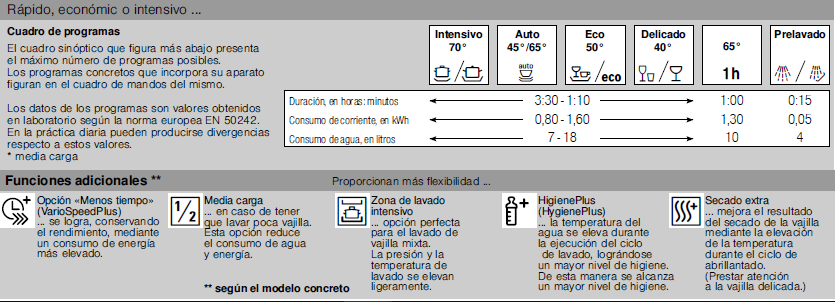 Rápido, económic o intensivo ...
Cuadro de programas
El cuadro sinóptico que figura más abajo presenta
el máximo número de programas posibles.
Los programas concretos que incorpora su aparato
figuran en el cuadro de mandos del mismo.
Los datos de los programas son valores obtenidos
en laboratorio según la norma europea EN 50242.
En la práctica diaria pueden producirse divergencias
respecto a estos valores.
* media carga
Intensivo
70°
Auto
45°/65°
auto
Eco
50°
eco
Delicado
40°
65°
1h
Prelavado
Duración, en horas: minutos 3:30 - 1:10 1:00 0:15
Consumo de corriente, en kWh 0,80 - 1,60 1,30 0,05
Consumo de agua, en litros 7 - 18 10 4
Funciones adicionales ** Proporcionan más flexibilidad ...
Opción «Menos tiempo»
(VarioSpeedPlus)
... se logra, conservando
el rendimiento, mediante
un consumo de energía
más elevado.
1/2
Media carga
... en caso de tener
que lavar poca vajilla.
Esta opción reduce
el consumo de agua
y energía.
** según el modelo concreto
Zona de lavado
intensivo
... opción perfecta
para el lavado de
vajilla mixta.
La presión y la
temperatura de
lavado se elevan
ligeramente.
HigienePlus
(HygienePlus)
... la temperatura del
agua se eleva durante
la ejecución del ciclo
de lavado, lográndose
un mayor nivel de higiene.
De esta manera se alcanza
un mayor nivel de higiene.
Secado extra
... mejora el resultado
del secado de la vajilla
mediante la elevación
de la temperatura
durante el ciclo de
abrillantado.
(Prestar atención
a la vajilla delicada.)